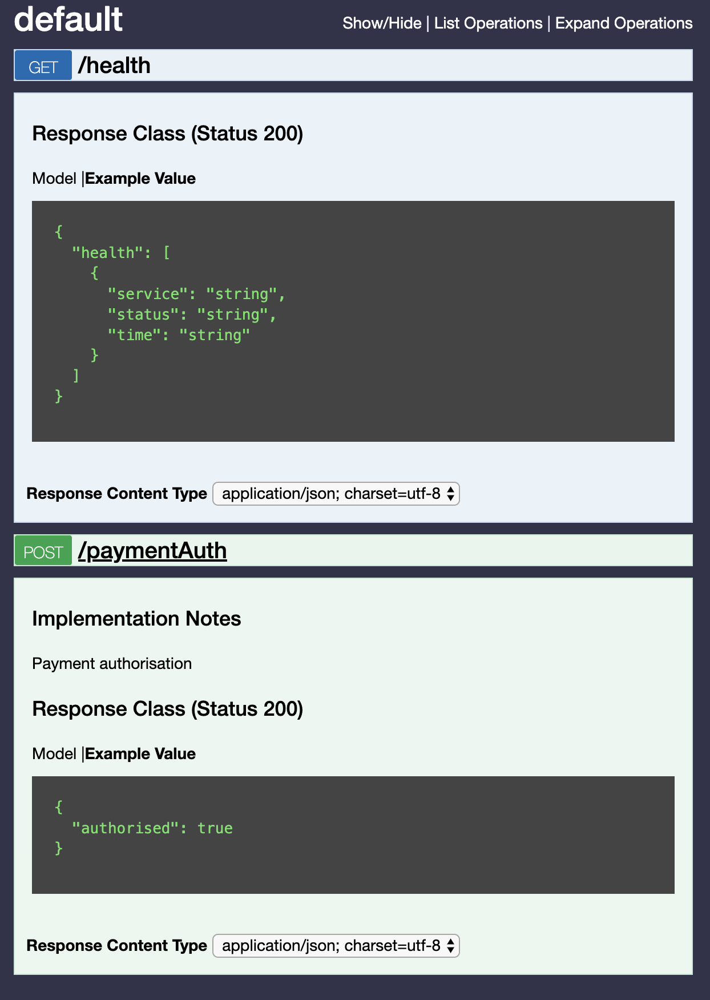 default
Show/Hide | List Operations | Expand Operations
GET /health
Response Class (Status 200)
Model |Example Value
{
  "health": [
    {
      "service": "string",
      "status": "string",
      "time": "string"
    }
  ]
}
Response Content Type application/json; charset=utf-8
POST /paymentAuth
Implementation Notes
Payment authorisation
Response Class (Status 200)
Model |Example Value
{
  "authorised": true
}
Response Content Type application/json; charset=utf-8